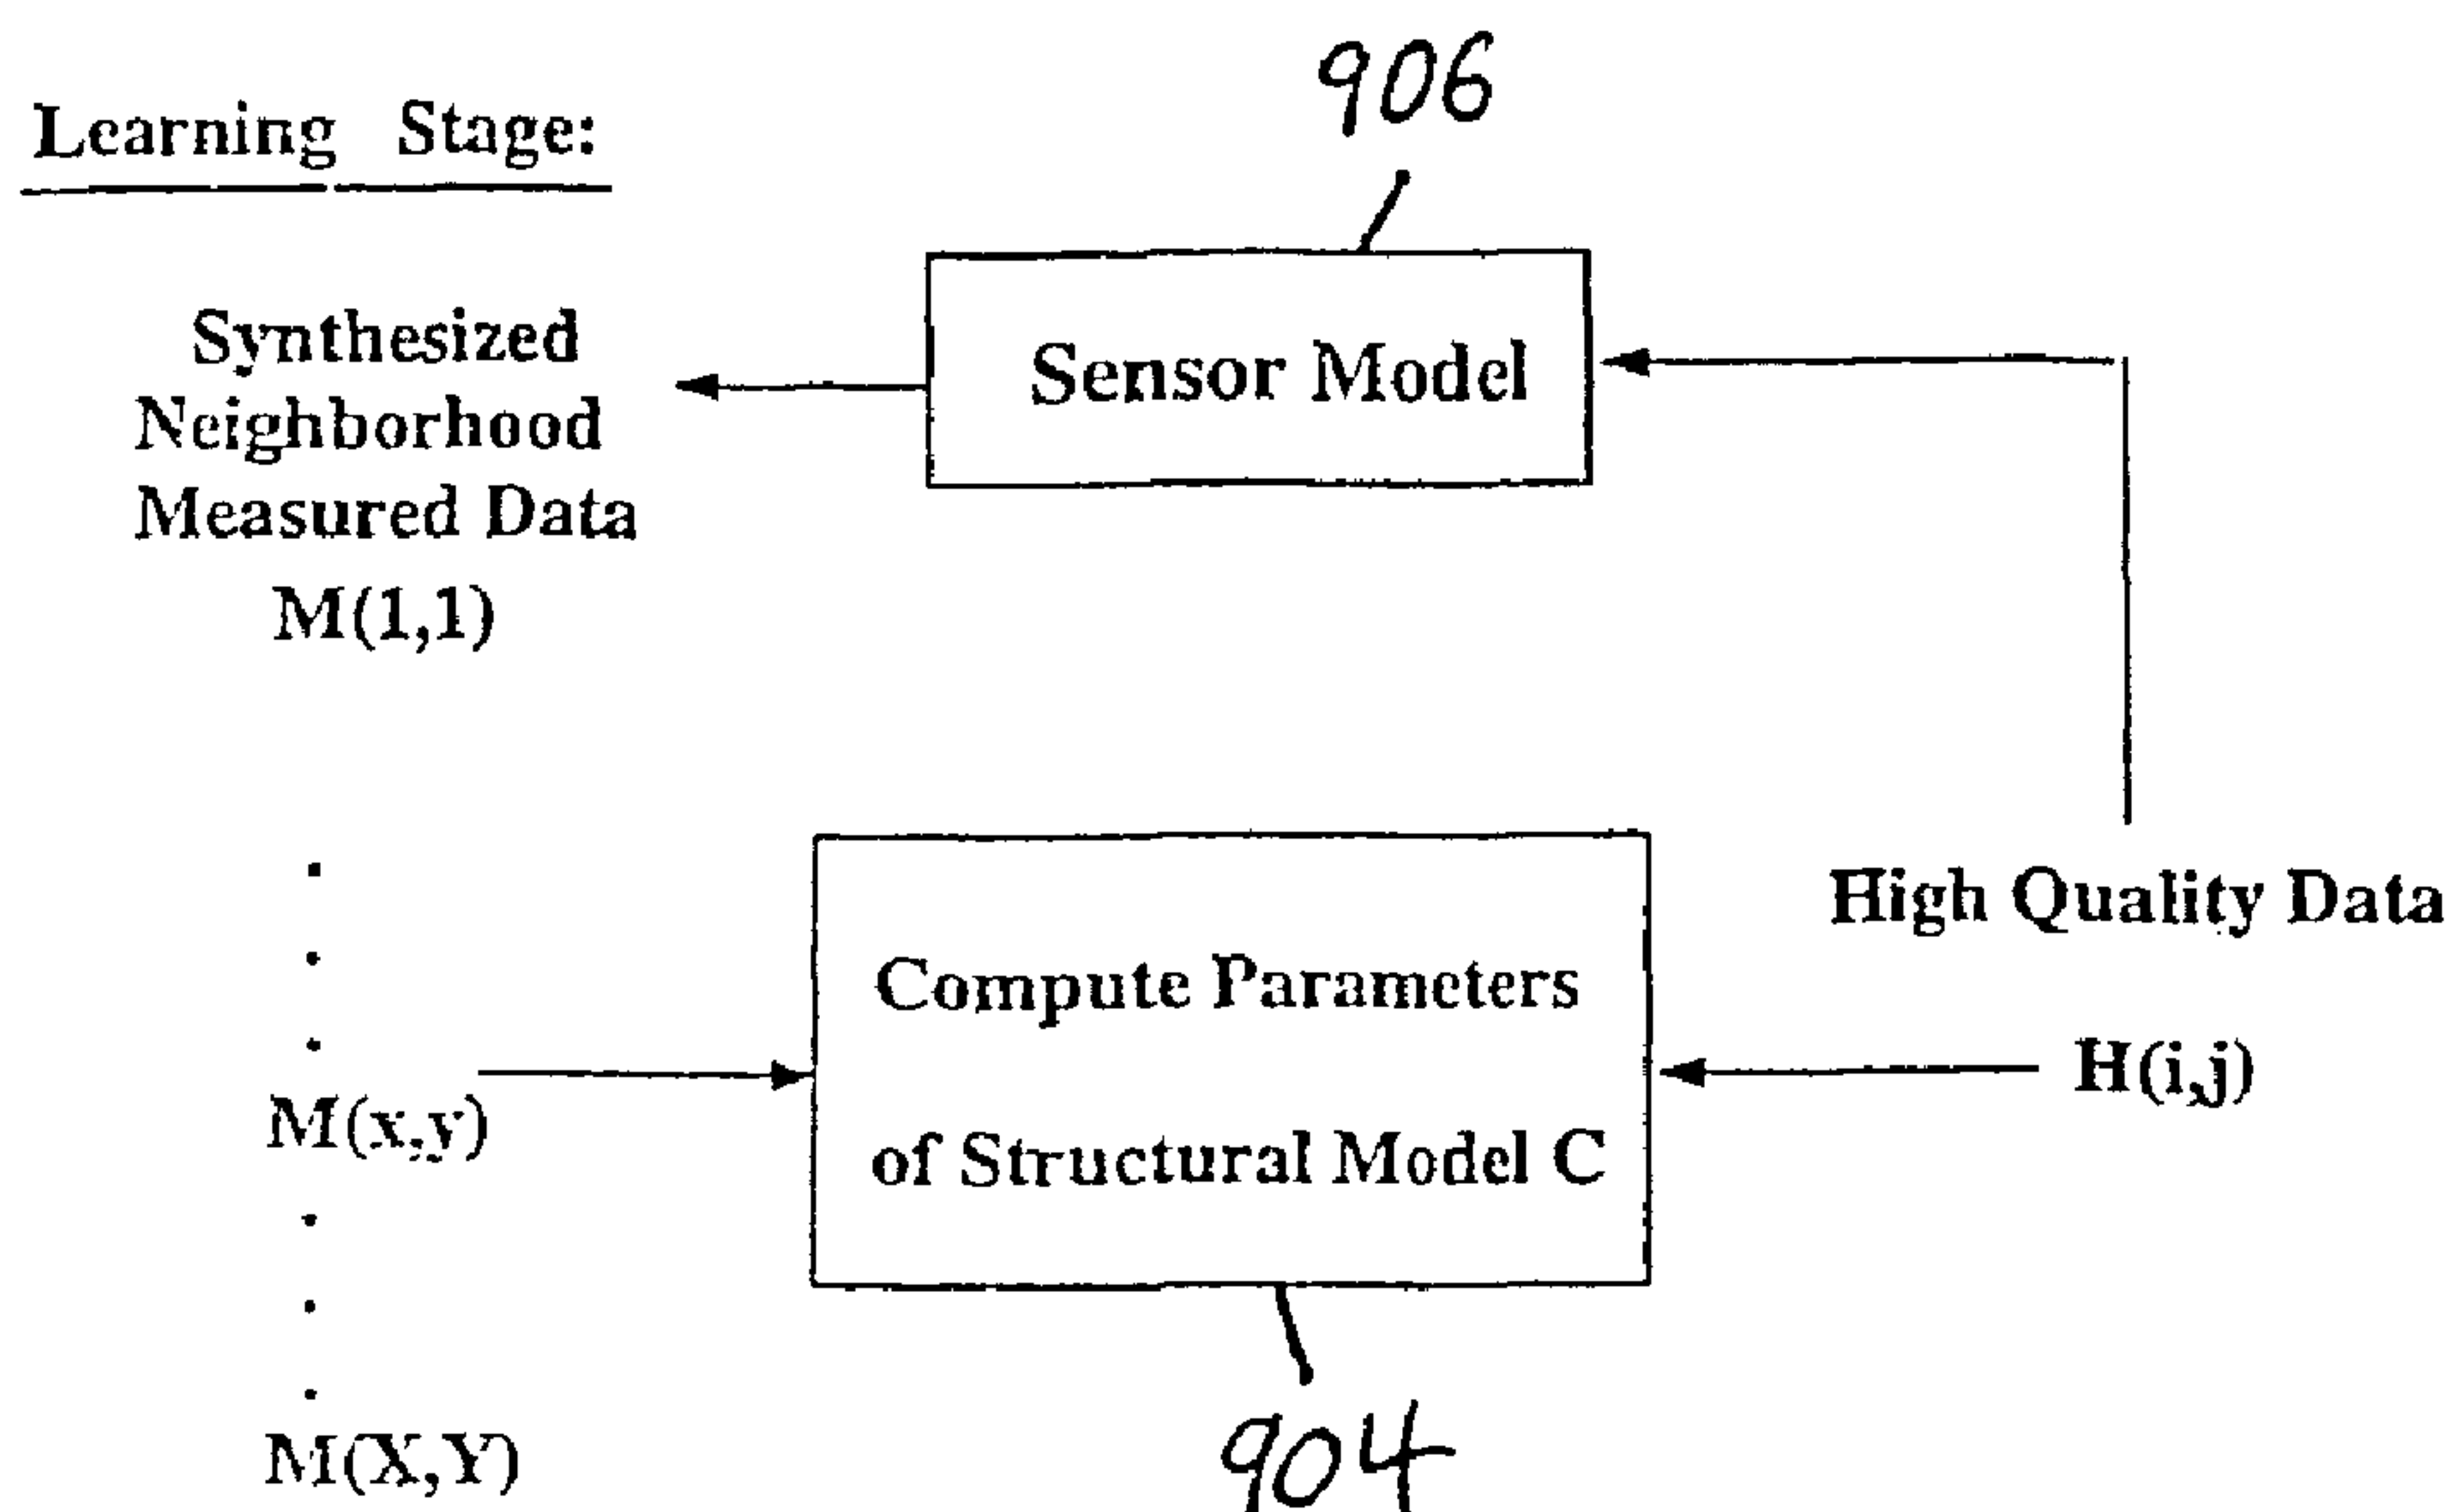 906
Learning Stage:
Synthesized
Neighborhood
Measured Data
M(1,1)
Sensor Model
High Quality Data
H(i,j)
Compute Parameters
of Structural Model C
M(x,y)
M(X,Y)
904